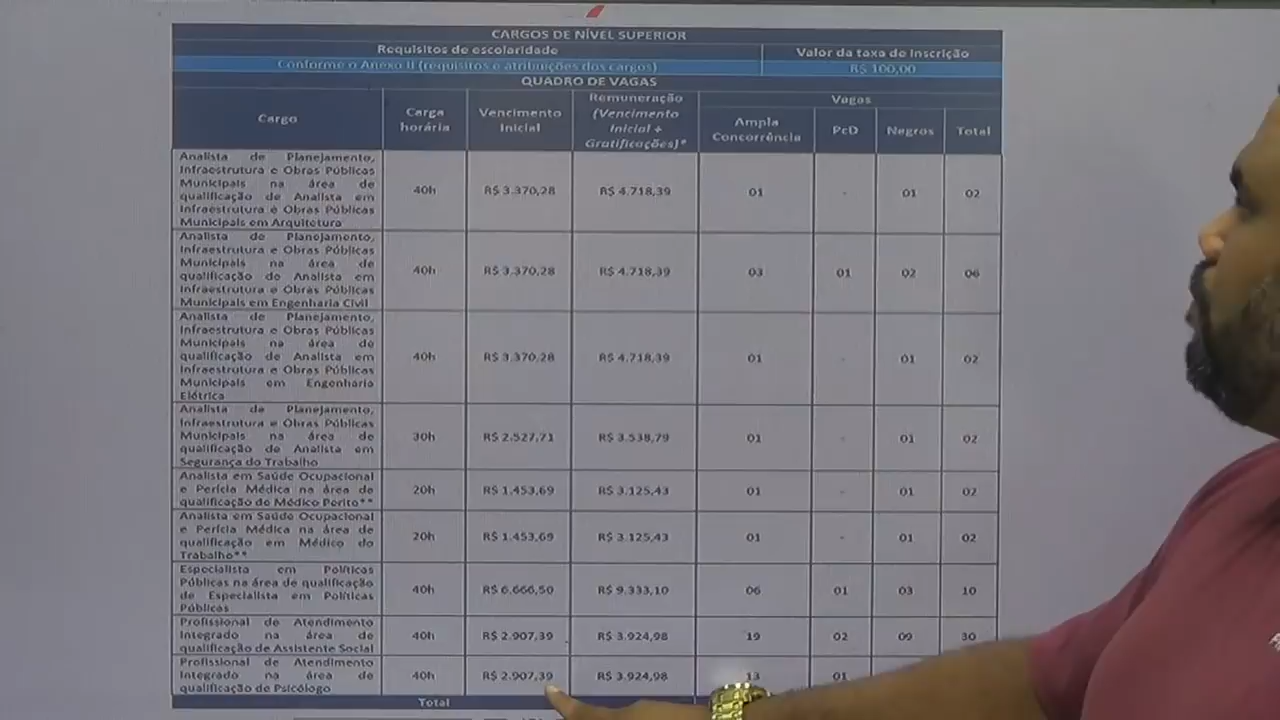 CARGOS DE NÍVEL SUPERIOR
Requisitos de escolaridade
Valor da taxa de inscrição
Conforme o Anexo II (requisitos e atribuições dos cargos)
R$ 100,00
QUADRO DE VAGAS
Cargo
Carga
horária
Vencimento
Inicial
Remuneração
(Vencimento
Inicial +
Gratificações)*
Vagas
Ampla
Concorrência
PcD
Negros
Total
Analista de Planejamento,
Infraestrutura e Obras Públicas
Municipais na área de
qualificação de Analista em
Infraestrutura e Obras Públicas
Municipais em Arquitetura
40h
R$ 3.370,28
R$ 4.718,39
01
-
01
02
Analista de Planejamento,
Infraestrutura e Obras Públicas
Municipais na área de
qualificação de Analista em
Infraestrutura e Obras Públicas
Municipais em Engenharia Civil
40h
R$ 3.370,28
R$ 4.718,39
03
01
02
06
Analista de Planejamento,
Infraestrutura e Obras Públicas
Municipais na área de
qualificação de Analista em
Infraestrutura e Obras Públicas
Municipais em Engenharia
Elétrica
40h
R$ 3.370,28
R$ 4.718,39
01
-
01
02
Analista de Planejamento,
Infraestrutura e Obras Públicas
Municipais na área de
qualificação de Analista em
Segurança do Trabalho
30h
R$ 2.527,71
R$ 3.538,79
01
-
01
02
Analista em Saúde Ocupacional
e Perícia Médica na área de
qualificação de Médico Perito**
20h
R$ 1.453,69
R$ 3.125,43
01
-
01
02
Analista em Saúde Ocupacional
e Perícia Médica na área de
qualificação em Médico do
Trabalho**
20h
R$ 1.453,69
R$ 3.125,43
01
-
01
02
Especialista em Políticas
Públicas na área de qualificação
de Especialista em Políticas
Públicas
40h
R$ 6.666,50
R$ 9.333,10
06
01
03
10
Profissional de Atendimento
Integrado na área de
qualificação de Assistente Social
40h
R$ 2.907,39
R$ 3.924,98
19
02
09
30
Profissional de Atendimento
Integrado na área de
qualificação de Psicólogo
40h
R$ 2.907,39
R$ 3.924,98
13
01
Total